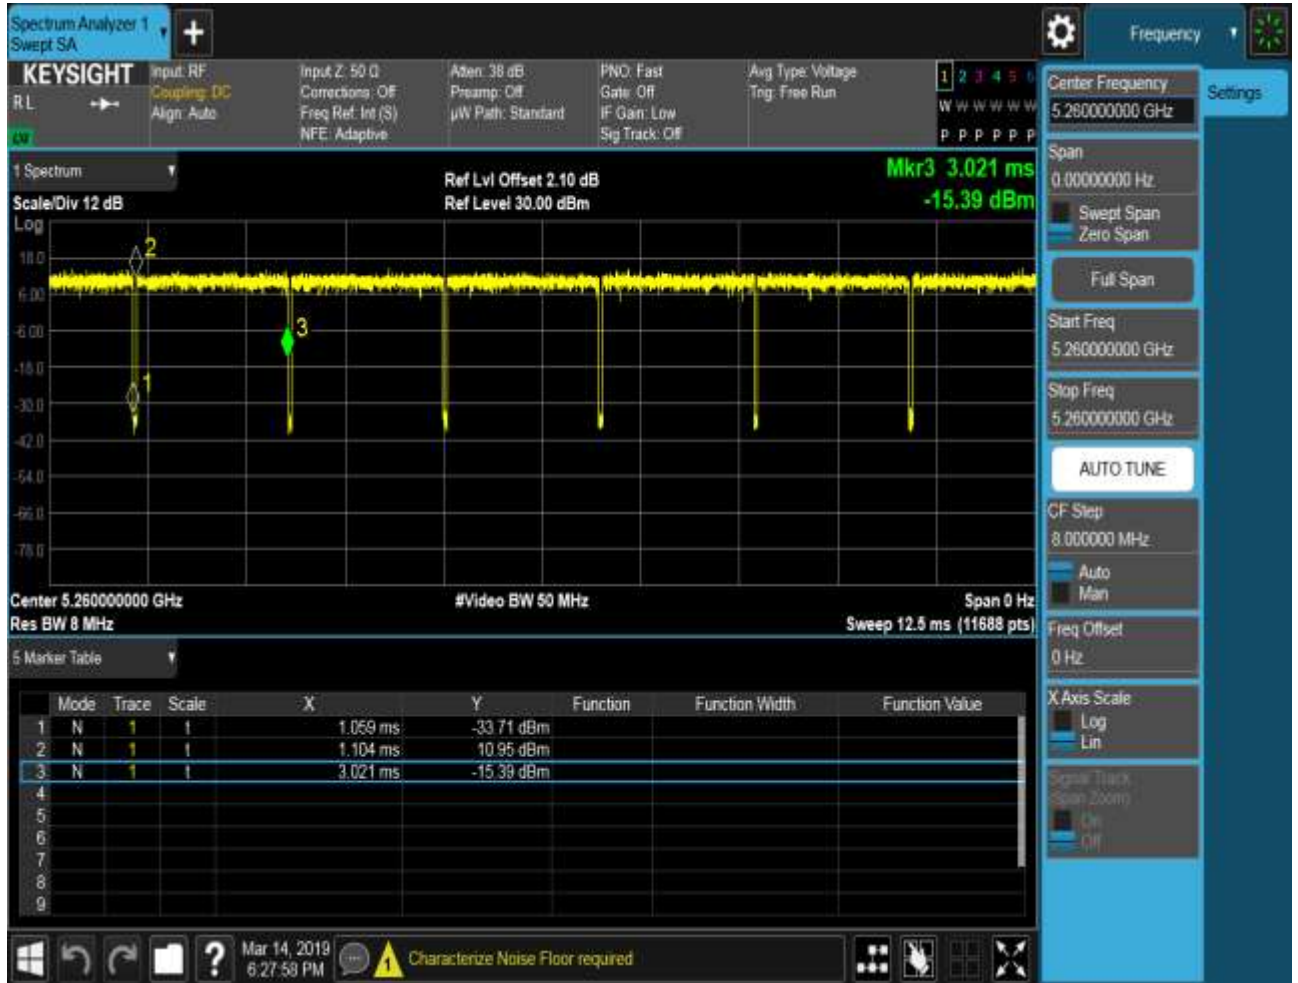 Spectrum Analyzer 1
Swept SA
Frequency
KEYSIGHT
RL
Input: RF
Coupling: DC
Align: Auto
Input Z: 50 Ω
Corrections: Off
Freq Ref: Int (S)
NFE: Adaptive
Atten: 38 dB
Preamp: Off
µW Path: Standard
PNO: Fast
Gate: Off
IF Gain: Low
Sig Track: Off
Avg Type: Voltage
Trig: Free Run
1 2 3 4 5 6
W W W W W W
P P P P P P
1 Spectrum
Scale/Div 12 dB
Ref Lvl Offset 2.10 dB
Ref Level 30.00 dBm
Mkr3 3.021 ms
-15.39 dBm
Log
18.0
6.00
-6.00
-18.0
-30.0
-42.0
-54.0
-66.0
-78.0
2
3
1
Center 5.260000000 GHz
#Video BW 50 MHz
Span 0 Hz
Res BW 8 MHz
Sweep 12.5 ms (11688 pts)
5 Marker Table
Mode Trace Scale X Y Function Function Width Function Value
1 N 1 t 1.059 ms -33.71 dBm
2 N 1 t 1.104 ms 10.95 dBm
3 N 1 t 3.021 ms -15.39 dBm
4
5
6
7
8
9
Mar 14, 2019
6:27:58 PM
1
Characterize Noise Floor required
Settings
Center Frequency
5.260000000 GHz
Span
0.00000000 Hz
Swept Span
Zero Span
Full Span
Start Freq
5.260000000 GHz
Stop Freq
5.260000000 GHz
AUTO TUNE
CF Step
8.000000 MHz
Auto
Man
Freq Offset
0 Hz
X Axis Scale
Log
Lin
Signal Track
(Span Zoom)
On
Off